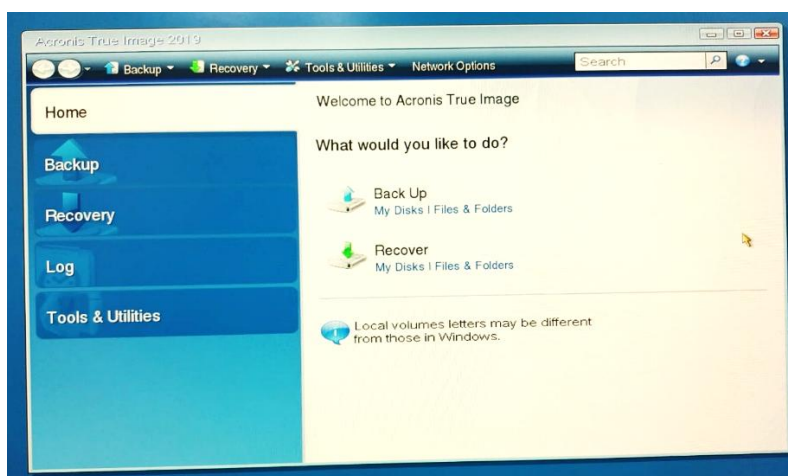 Acronis True Image 2019
Backup Recovery Tools & Utilities Network Options Search
Home
Backup
Recovery
Log
Tools & Utilities
Welcome to Acronis True Image
What would you like to do?
Back Up
My Disks | Files & Folders
Recover
My Disks | Files & Folders
Local volumes letters may be different
from those in Windows.